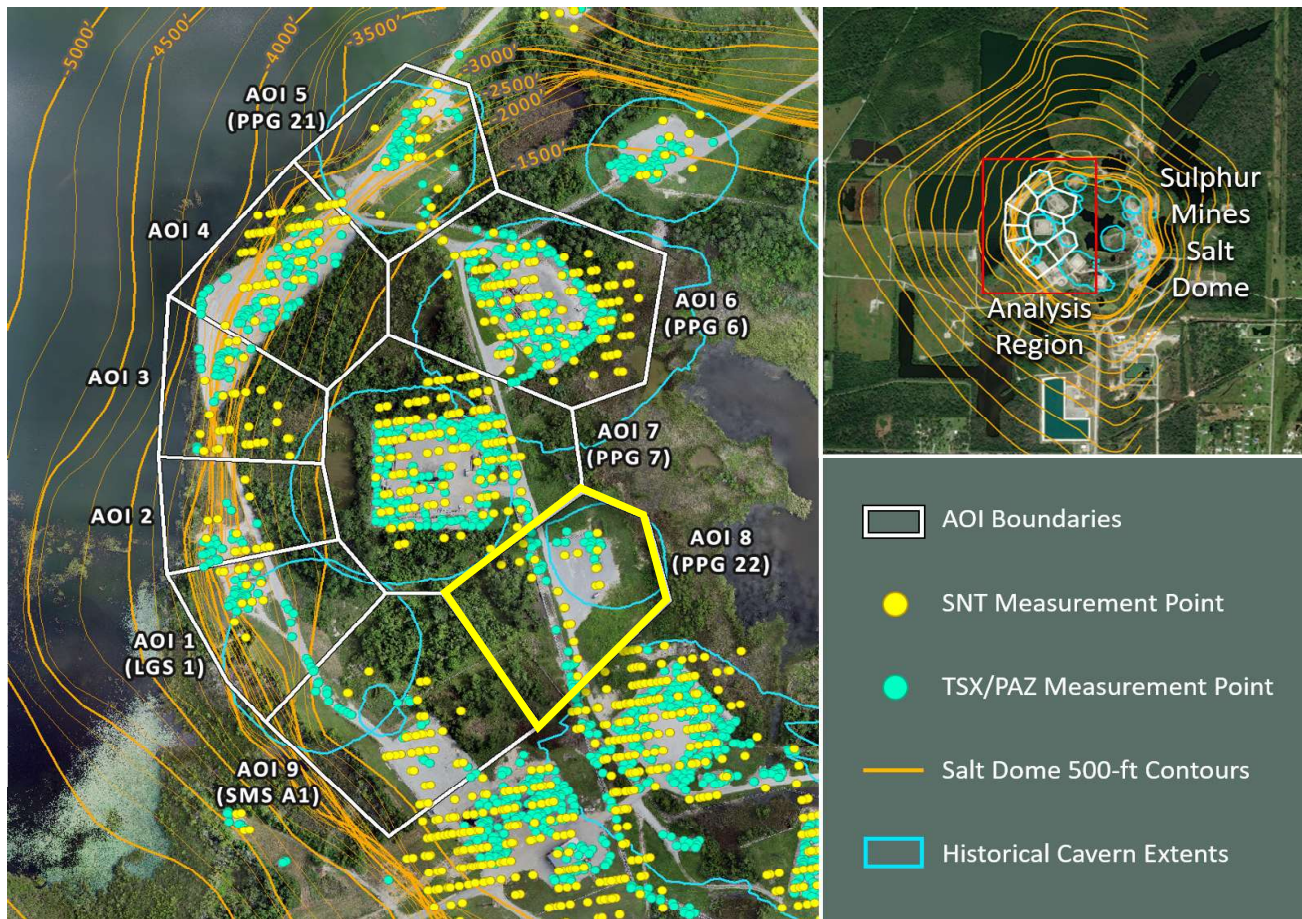 -5000'
-4500'
-4000'
-3500'
-3000'
-2500'
-2000'
-1500'
AOI 5
(PPG 21)
AOI 4
AOI 3
AOI 2
AOI 1
(LGS 1)
AOI 6
(PPG 6)
AOI 7
(PPG 7)
AOI 8
(PPG 22)
AOI 9
(SMS A1)
Sulphur
Mines
Salt
Dome
Analysis
Region
AOI Boundaries
SNT Measurement Point
TSX/PAZ Measurement Point
Salt Dome 500-ft Contours
Historical Cavern Extents